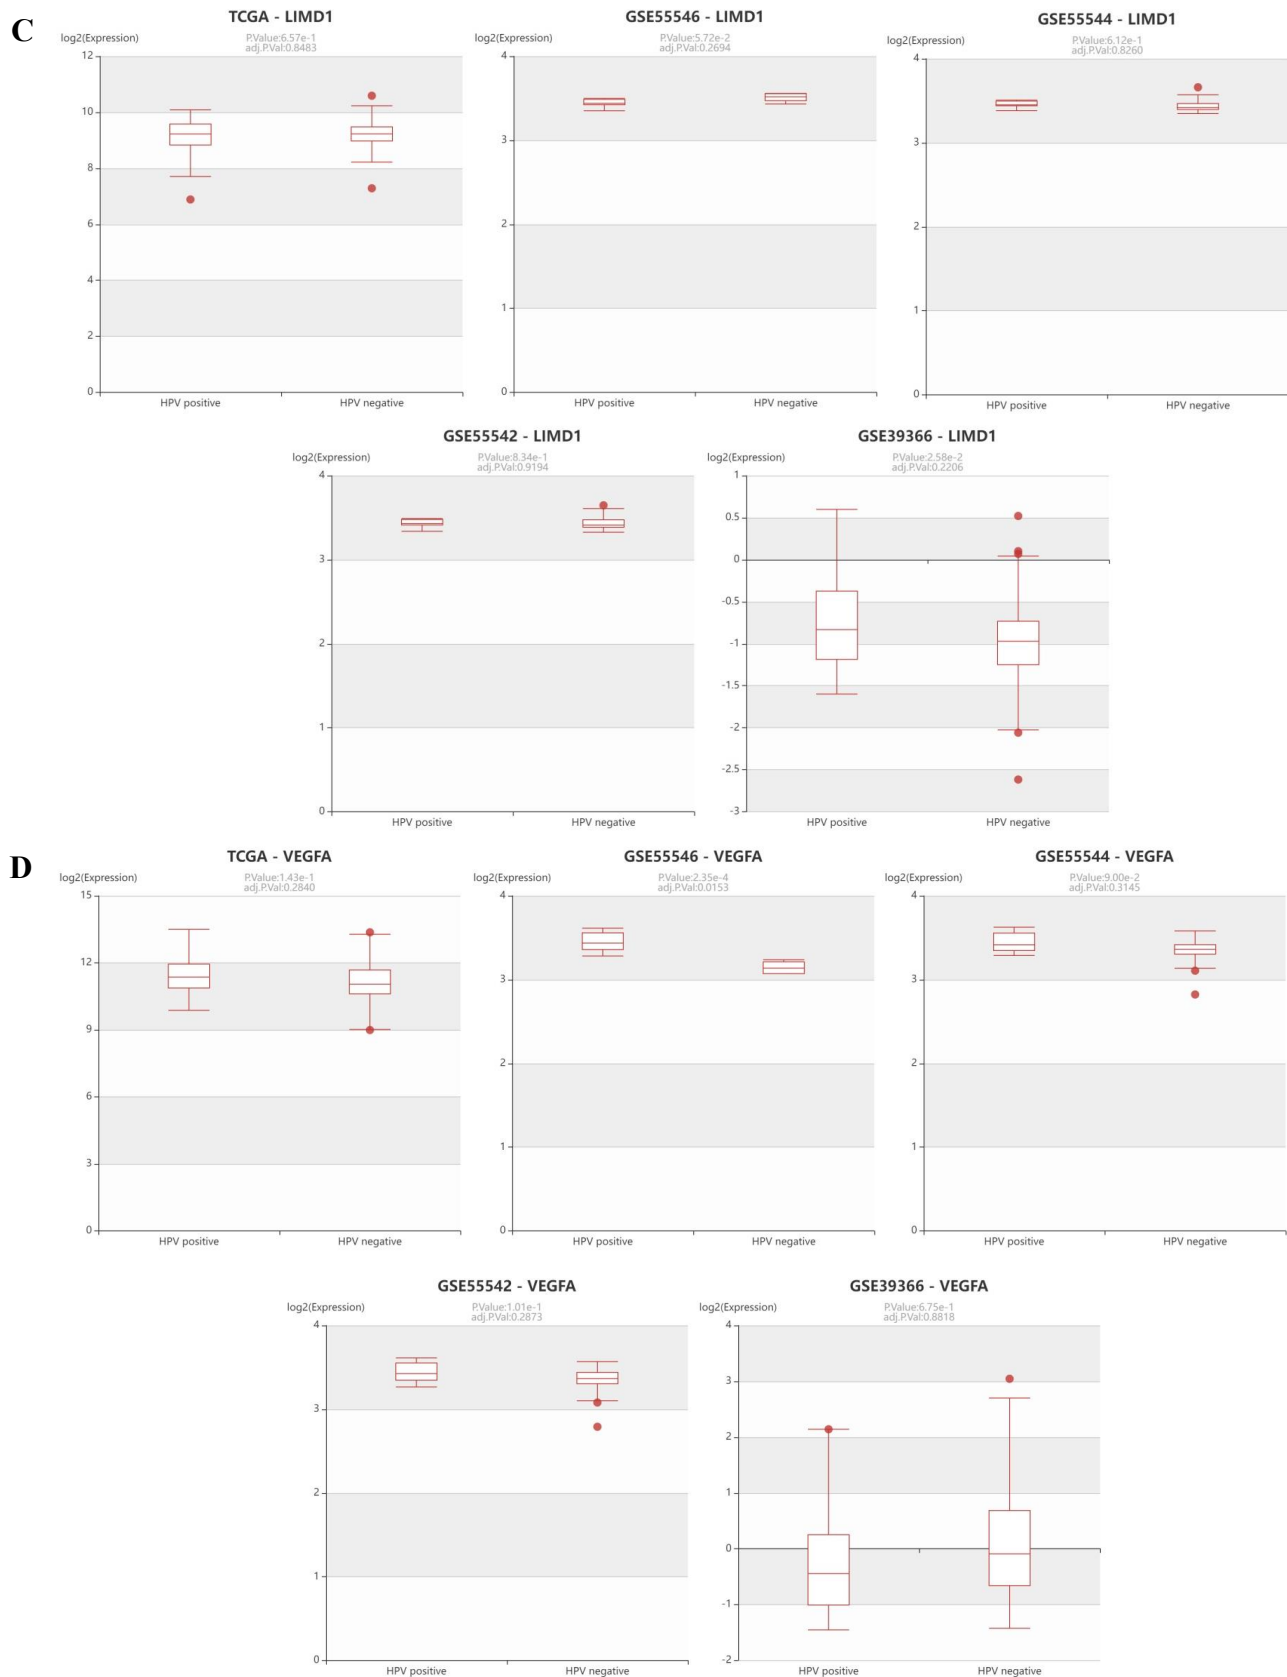 C
TCGA - LIMD1
P.Value:6.57e-1
adj.P.Val:0.8483
log2(Expression)
12
10
8
6
4
2
0
HPV positive HPV negative
GSE55546 - LIMD1
P.Value:5.72e-2
adj.P.Val:0.2694
log2(Expression)
4
3
2
1
0
HPV positive HPV negative
GSE55544 - LIMD1
P.Value:6.12e-1
adj.P.Val:0.8260
log2(Expression)
4
3
2
1
0
HPV positive HPV negative
GSE55542 - LIMD1
P.Value:8.34e-1
adj.P.Val:0.9194
log2(Expression)
4
3
2
1
0
HPV positive HPV negative
GSE39366 - LIMD1
P.Value:2.58e-2
adj.P.Val:0.2206
log2(Expression)
1
0.5
0
-0.5
-1
-1.5
-2
-2.5
-3
HPV positive HPV negative
D
TCGA - VEGFA
P.Value:1.43e-1
adj.P.Val:0.2840
log2(Expression)
15
12
9
6
3
0
HPV positive HPV negative
GSE55546 - VEGFA
P.Value:2.35e-4
adj.P.Val:0.0153
log2(Expression)
4
3
2
1
0
HPV positive HPV negative
GSE55544 - VEGFA
P.Value:9.00e-2
adj.P.Val:0.3145
log2(Expression)
4
3
2
1
0
HPV positive HPV negative
GSE55542 - VEGFA
P.Value:1.01e-1
adj.P.Val:0.2873
log2(Expression)
4
3
2
1
0
HPV positive HPV negative
GSE39366 - VEGFA
P.Value:6.75e-1
adj.P.Val:0.8818
log2(Expression)
4
3
2
1
0
-1
-2
HPV positive HPV negative